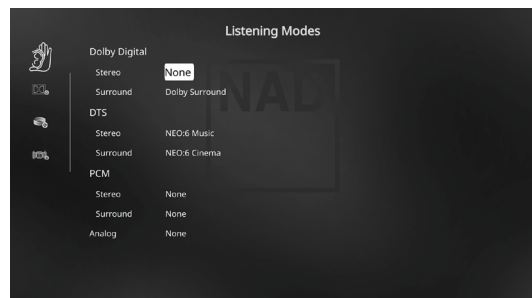 Listening Modes
Dolby Digital
Stereo None
Surround Dolby Surround
NAD
DTS
Stereo NEO:6 Music
Surround NEO:6 Cinema
PCM
Stereo None
Surround None
Analog None